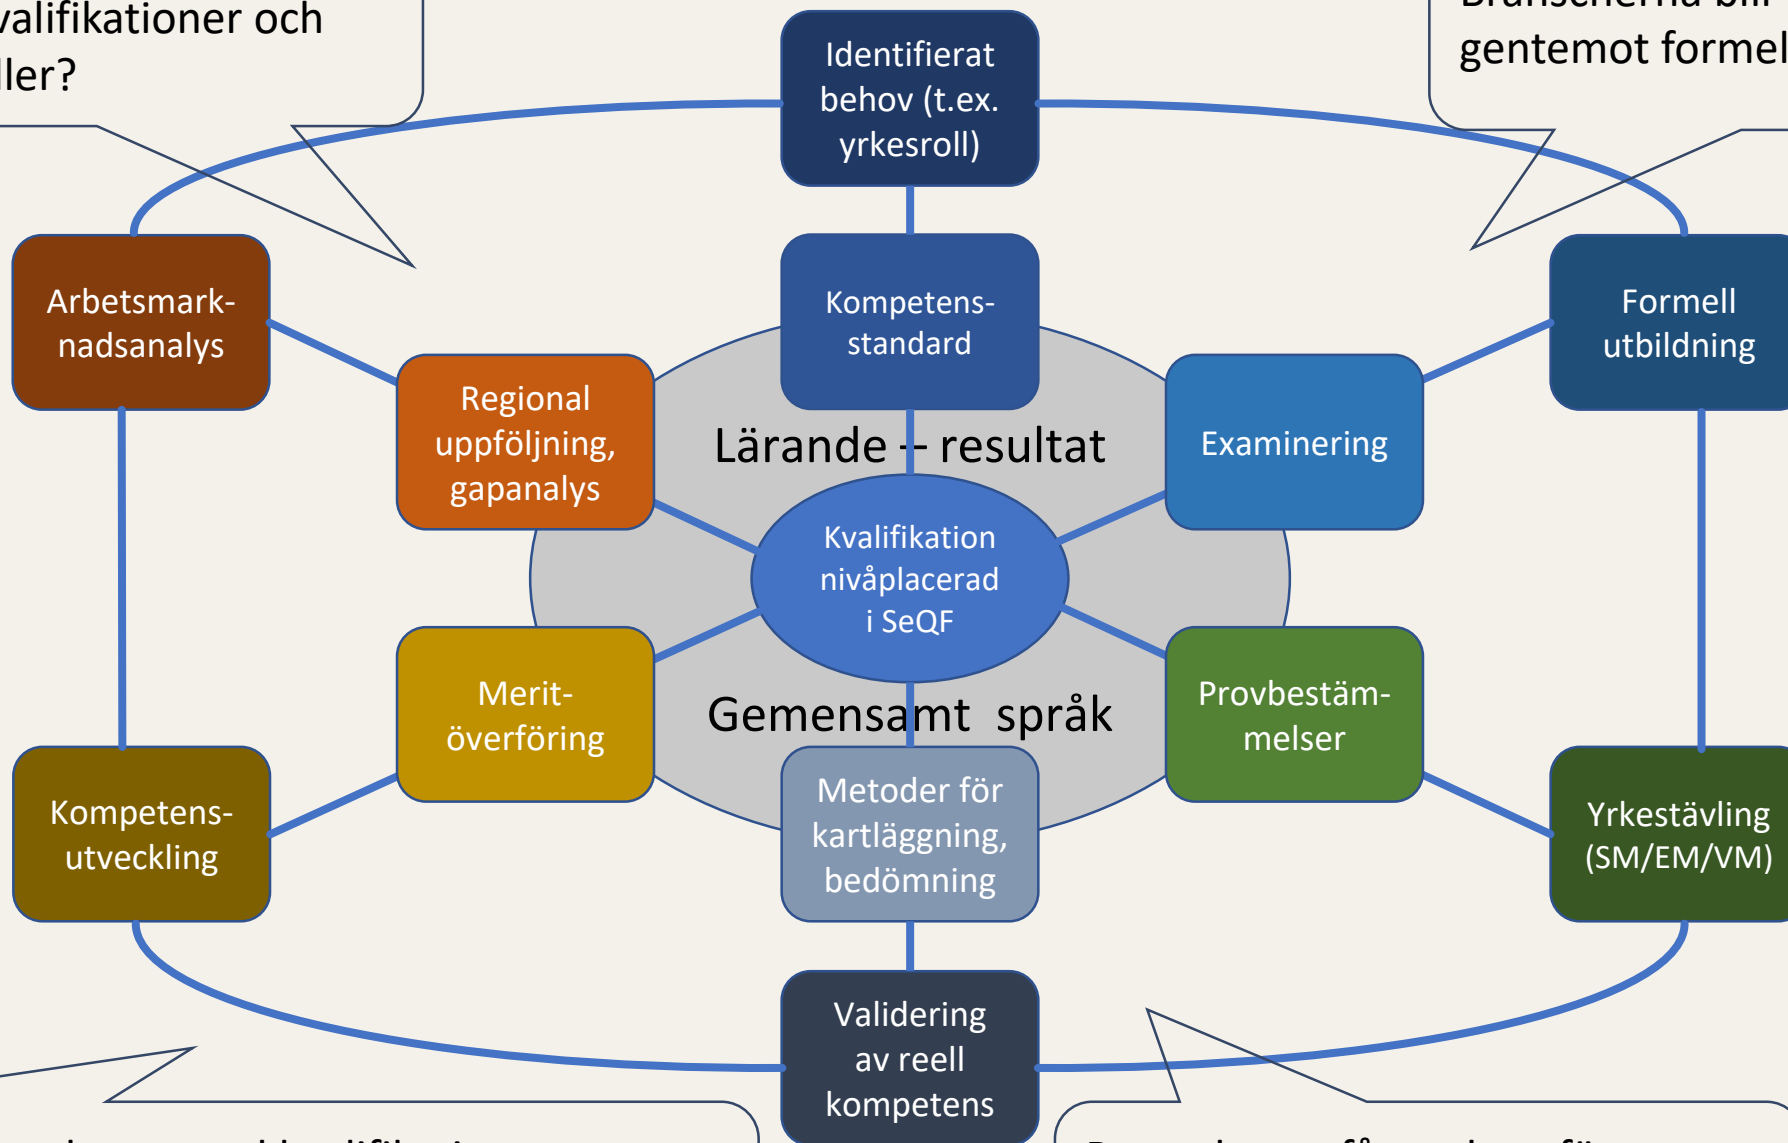 valifikationer och
ller?
gentemot formel
Identifierat
behov (t.ex.
yrkesroll)
Arbetsmark-
nadsanalys
Kompetens-
standard
Formell
utbildning
Regional
uppföljning,
gapanalys
Lärande – resultat
Examinering
Kvalifikation
nivåplacerad
i SeQF
Merit-
överföring
Gemensamt språk
Provbestäm-
melser
Kompetens-
utveckling
Metoder för
kartläggning,
bedömning
Yrkestävling
(SM/EM/VM)
Validering
av reell
kompetens